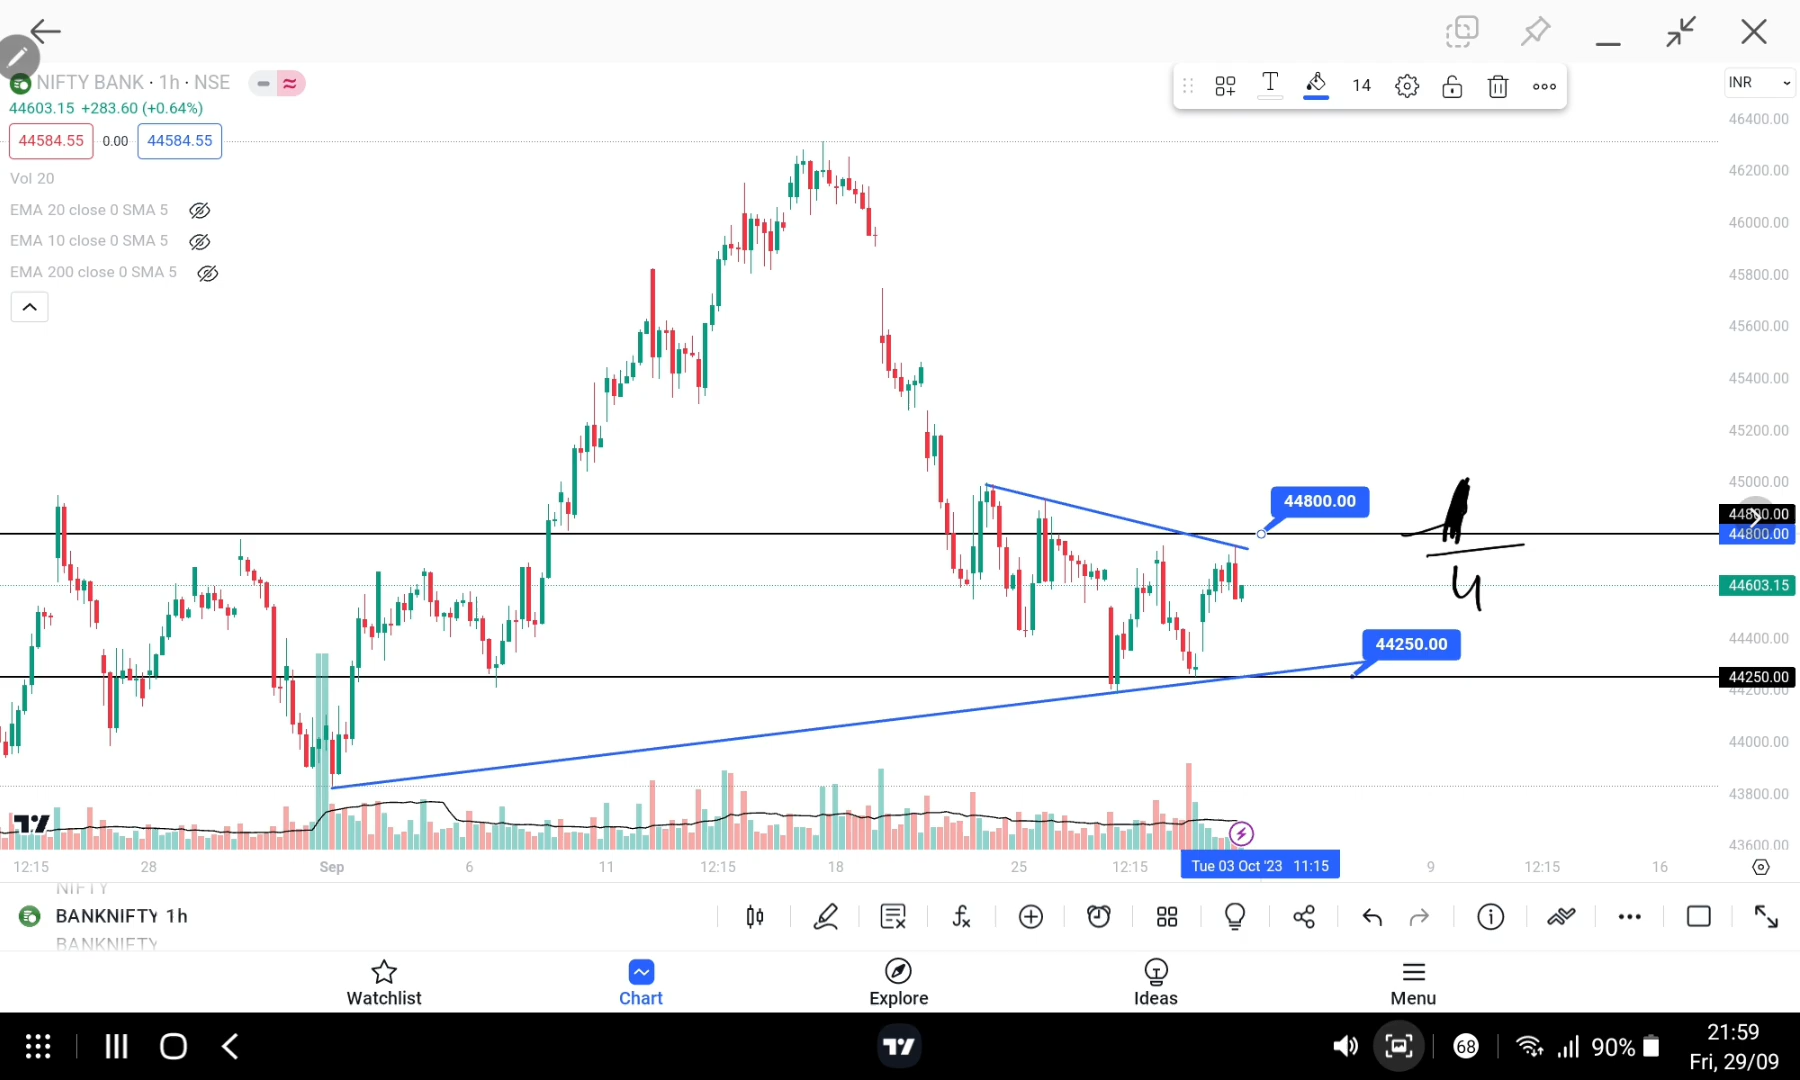 NIFTY BANK · 1h · NSE
44603.15 +283.60 (+0.64%)
44584.55 0.00 44584.55
Vol 20
EMA 20 close 0 SMA 5
EMA 10 close 0 SMA 5
EMA 200 close 0 SMA 5
14
INR
46400.00
46200.00
46000.00
45800.00
45600.00
45400.00
45200.00
45000.00
44800.00
44800.00
44800.00
44603.15
44400.00
44250.00
44250.00
44200.00
44000.00
43800.00
43600.00
4
12:15 28 Sep 6 11 12:15 18 25 12:15 Tue 03 Oct '23 11:15 9 12:15 16
NIFTY
BANKNIFTY 1h
BANKNIFTY
Watchlist Chart Explore Ideas Menu
68 90% 21:59
Fri, 29/09